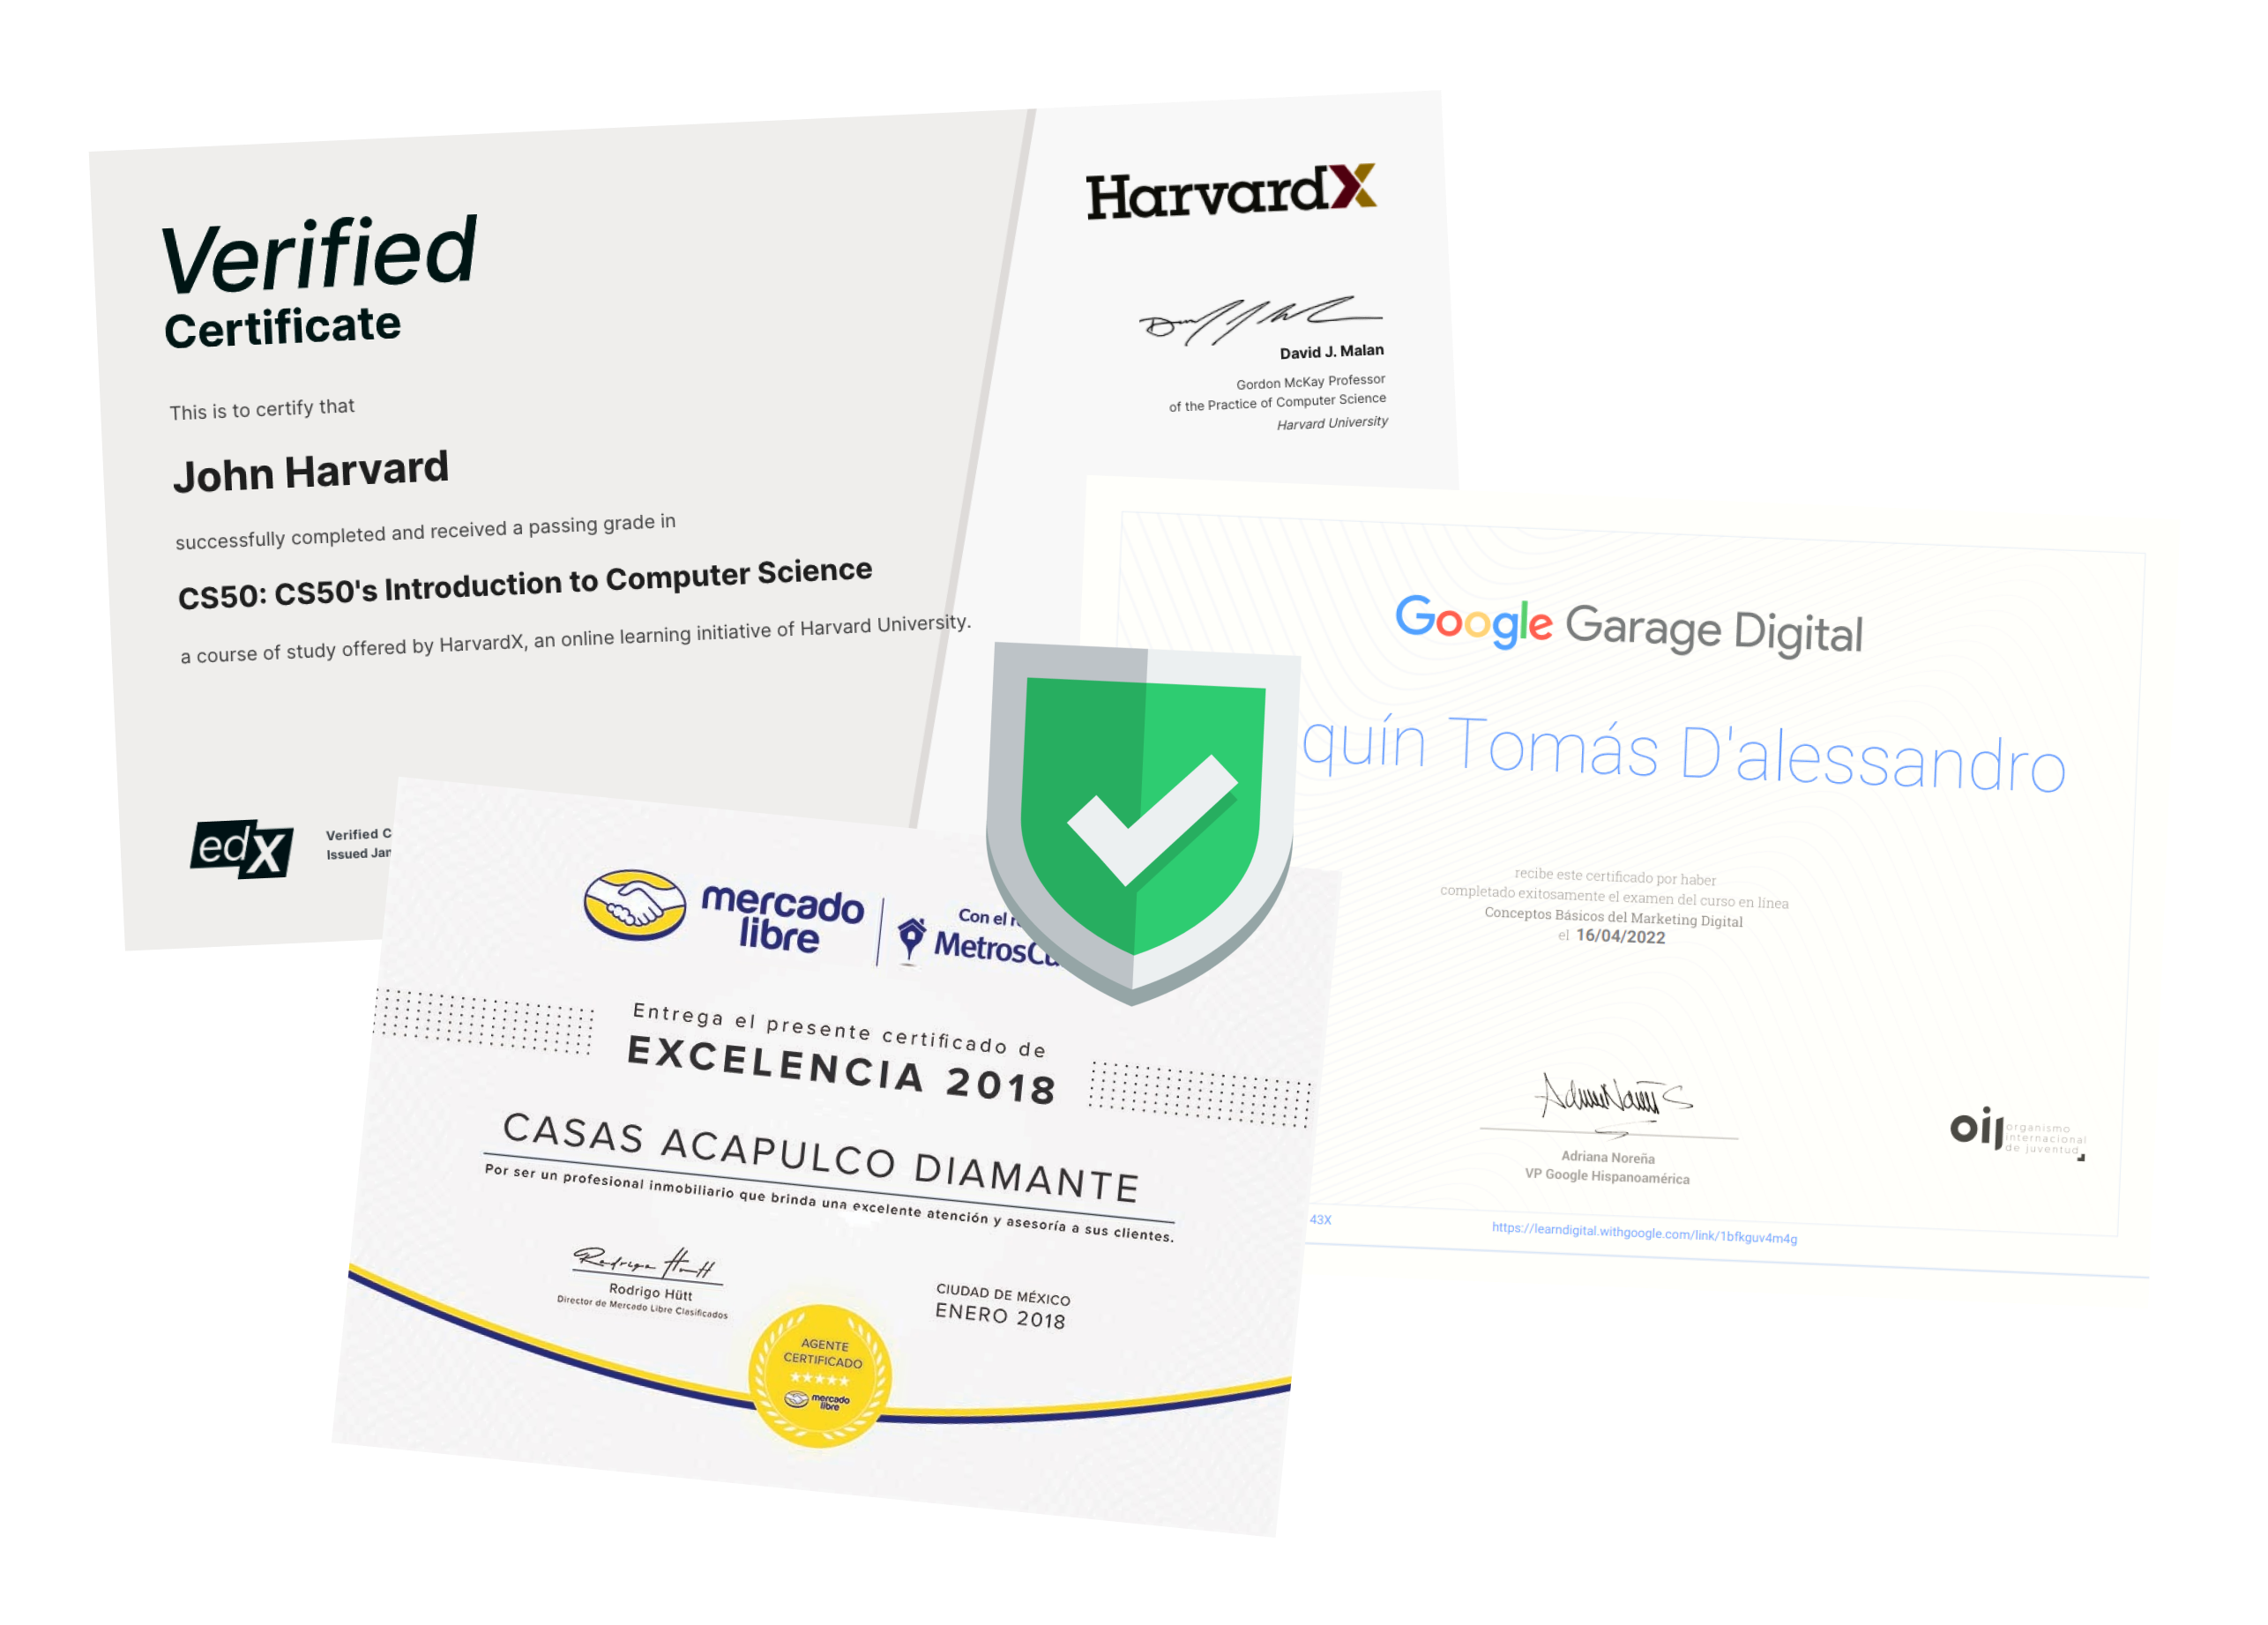 Verified
Certificate
This is to certify that
John Harvard
successfully completed and received a passing grade in
CS50: CS50's Introduction to Computer Science
a course of study offered by HarvardX, an online learning initiative of Harvard University.
edX
Verified C
Issued Jan
HarvardX
David J. Malan
Gordon McKay Professor
of the Practice of Computer Science
Harvard University
Google Garage Digital
quín Tomás D'alessandro
recibe este certificado por haber
completado exitosamente el examen del curso en línea
Conceptos Básicos del Marketing Digital
el 16/04/2022
Adriana Noreña
VP Google Hispanoamérica
oij organismo
internacional
de juventud
43X
https://learndigital.withgoogle.com/link/1bfkguv4m4g
mercado
libre
Con el r
MetrosCu
Entrega el presente certificado de
EXCELENCIA 2018
CASAS ACAPULCO DIAMANTE
Por ser un profesional inmobiliario que brinda una excelente atención y asesoría a sus clientes.
Rodrigo Hütt
Director de Mercado Libre Clasificados
CIUDAD DE MÉXICO
ENERO 2018
AGENTE
CERTIFICADO
mercado
libre